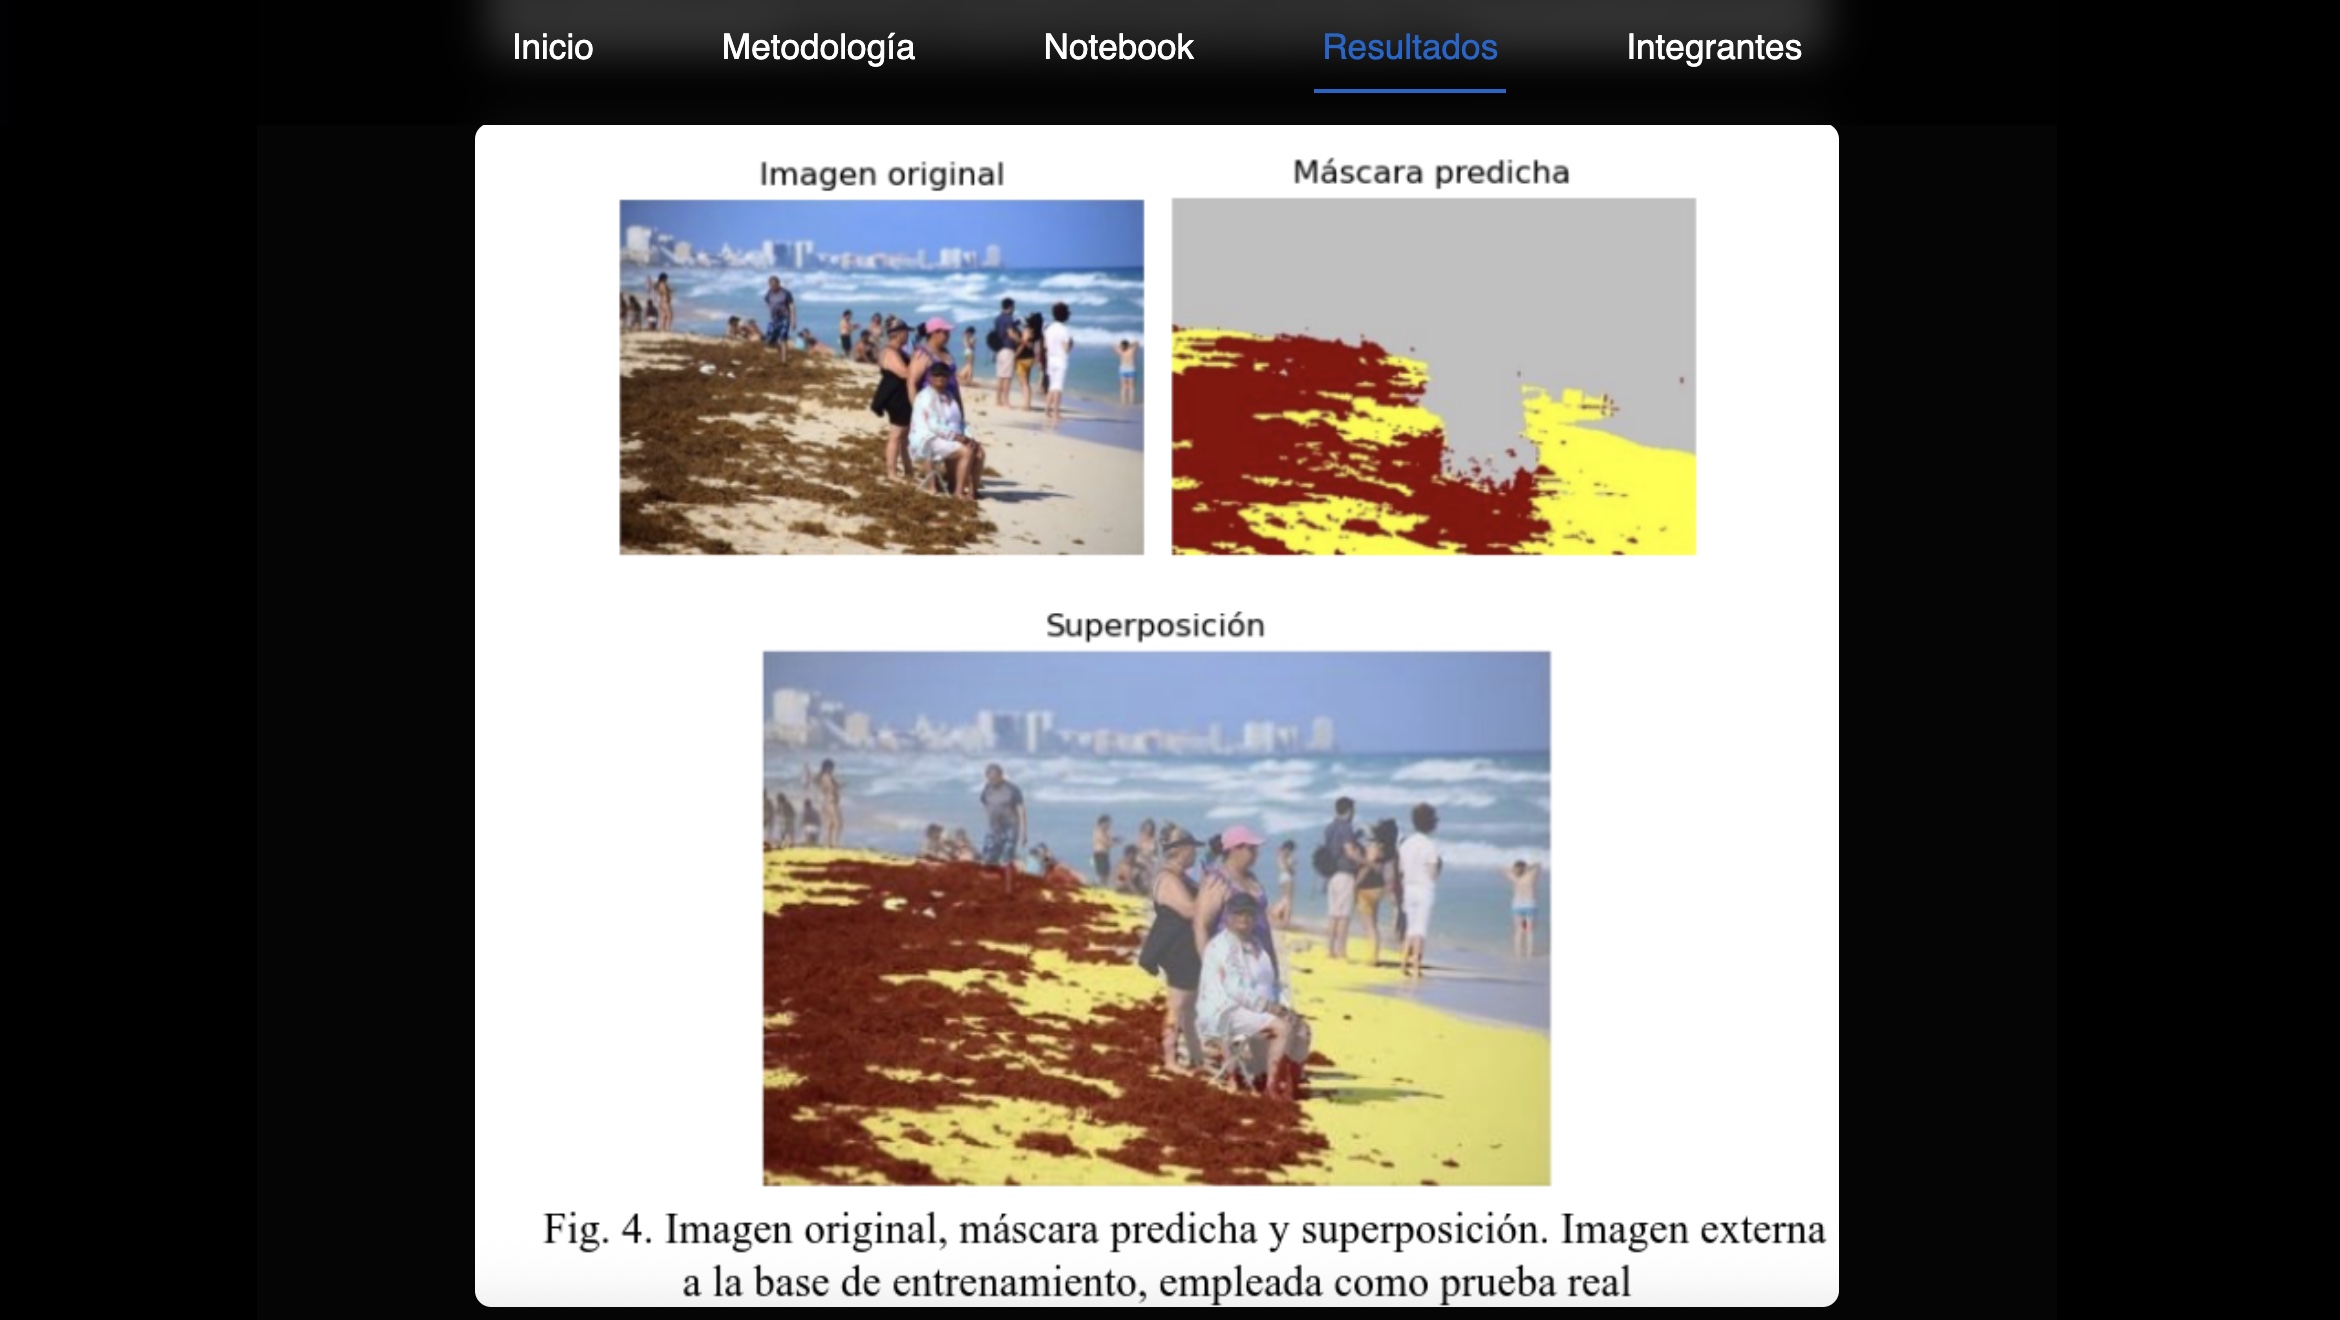 Inicio Metodología Notebook Resultados Integrantes
Imagen original Máscara predicha
Superposición
Fig. 4. Imagen original, máscara predicha y superposición. Imagen externa
a la base de entrenamiento, empleada como prueba real